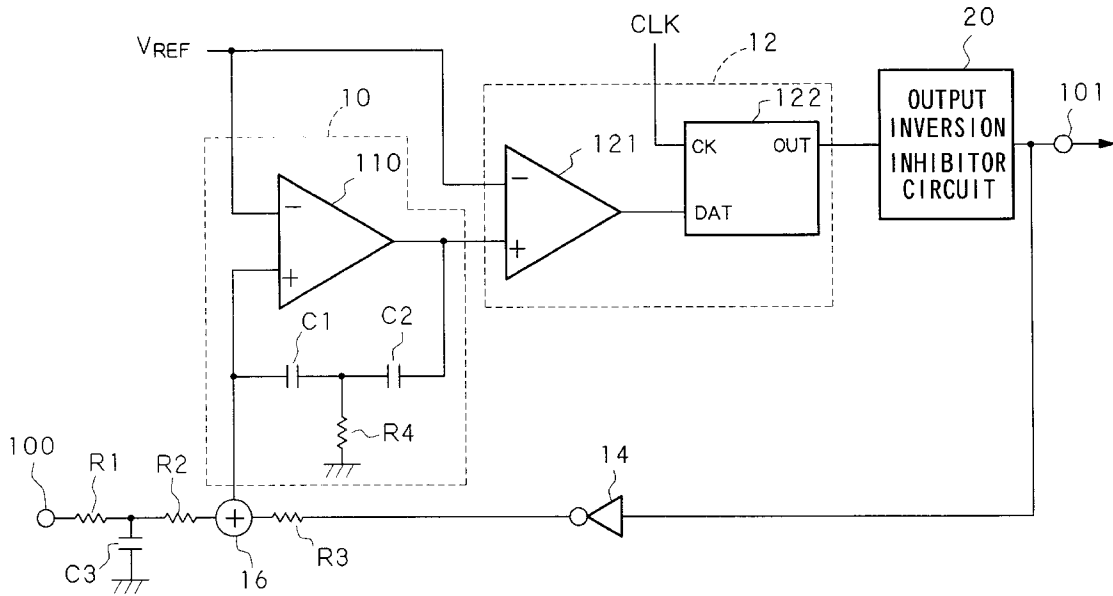 CLK
20
V_REF
12
101
10
122
OUTPUT
INVERSION
INHIBITOR
CIRCUIT
110
121
CK
OUT
−
−
DAT
+
+
C1
C2
R4
100
14
R1
R2
+
R3
C3
16